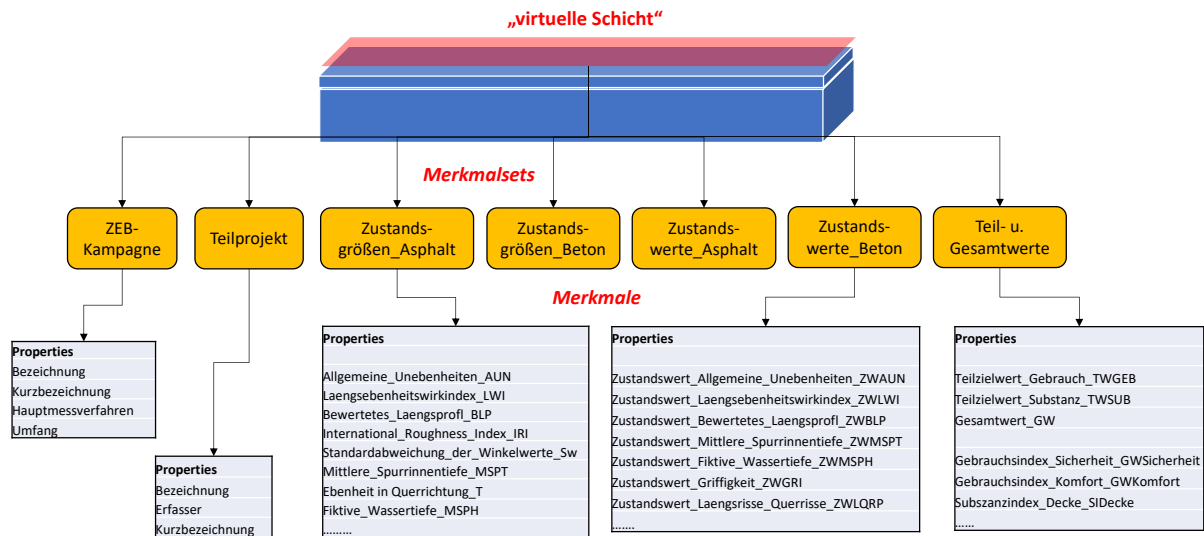 „virtuelle Schicht“
Merkmalsets
ZEB-
Kampagne
Teilprojekt
Zustands-
größen_Asphalt
Zustands-
größen_Beton
Zustands-
werte_Asphalt
Zustands-
werte_Beton
Teil- u.
Gesamtwerte
Merkmale
Properties
Bezeichnung
Kurzbezeichnung
Hauptmessverfahren
Umfang
Properties
Bezeichnung
Erfasser
Kurzbezeichnung
Properties
Allgemeine_Unebenheiten_AUN
Laengsebenheitswirkindex_LWI
Bewertetes_Laengsprofl_BLP
International_Roughness_Index_IRI
Standardabweichung_der_Winkelwerte_Sw
Mittlere_Spurrinnentiefe_MSPT
Ebenheit in Querrichtung_T
Fiktive_Wassertiefe_MSPH
………
Properties
Zustandswert_Allgemeine_Unebenheiten_ZWAUN
Zustandswert_Laengsebenheitswirkindex_ZWLWI
Zustandswert_Bewertetes_Laengsprofl_ZWBLP
Zustandswert_Mittlere_Spurrinnentiefe_ZWMSPT
Zustandswert_Fiktive_Wassertiefe_ZWMSPH
Zustandswert_Griffigkeit_ZWGRI
Zustandswert_Laengsrisse_Querrisse_ZWLQRP
…….
Properties
Teilzielwert_Gebrauch_TWGEB
Teilzielwert_Substanz_TWSUB
Gesamtwert_GW
Gebrauchsindex_Sicherheit_GWSicherheit
Gebrauchsindex_Komfort_GWKomfort
Subszanzindex_Decke_SIDecke
……